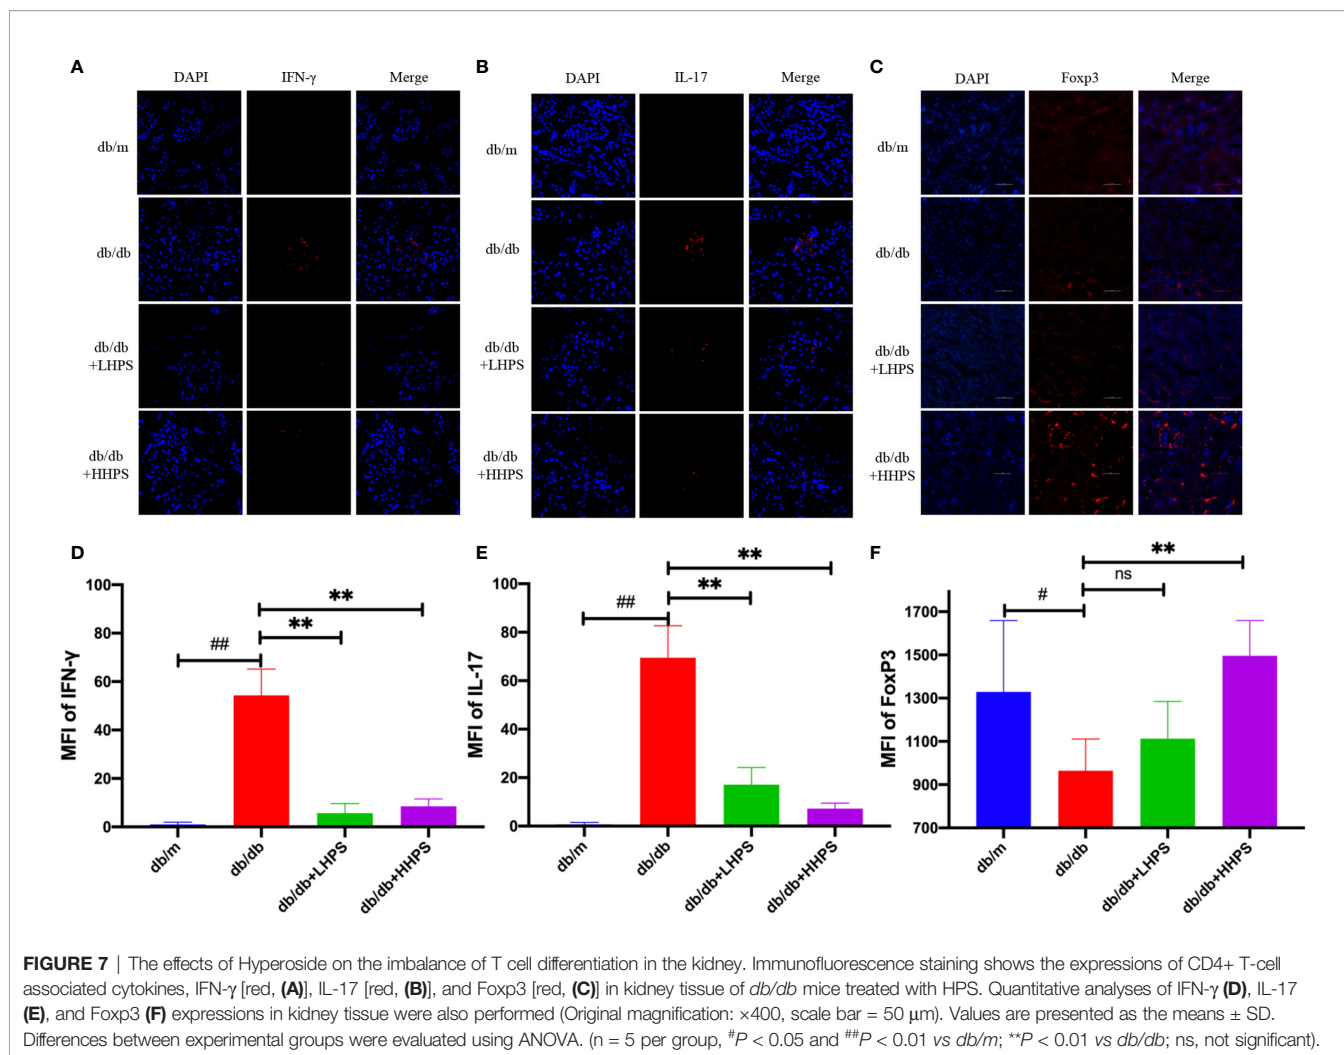 A
DAPI IFN-γ Merge
db/m
db/db
db/db
+LHPS
db/db
+HHPS
B
DAPI IL-17 Merge
db/m
db/db
db/db
+LHPS
db/db
+HHPS
C
DAPI Foxp3 Merge
db/m
db/db
db/db
+LHPS
db/db
+HHPS
D
MFI of IFN-γ
100
80
60
40
20
0
##
**
**
db/m
db/db
db/db+LHPS
db/db+HHPS
E
MFI of IL-17
100
80
60
40
20
0
##
**
**
db/m
db/db
db/db+LHPS
db/db+HHPS
F
MFI of FoxP3
1700
1500
1300
1100
900
700
#
ns
**
db/m
db/db
db/db+LHPS
db/db+HHPS
FIGURE 7 | The effects of Hyperoside on the imbalance of T cell differentiation in the kidney. Immunofluorescence staining shows the expressions of CD4+ T-cell
associated cytokines, IFN-γ [red, (A)], IL-17 [red, (B)], and Foxp3 [red, (C)] in kidney tissue of db/db mice treated with HPS. Quantitative analyses of IFN-γ (D), IL-17
(E), and Foxp3 (F) expressions in kidney tissue were also performed (Original magnification: ×400, scale bar = 50 μm). Values are presented as the means ± SD.
Differences between experimental groups were evaluated using ANOVA. (n = 5 per group, #P < 0.05 and ##P < 0.01 vs db/m; **P < 0.01 vs db/db; ns, not significant).